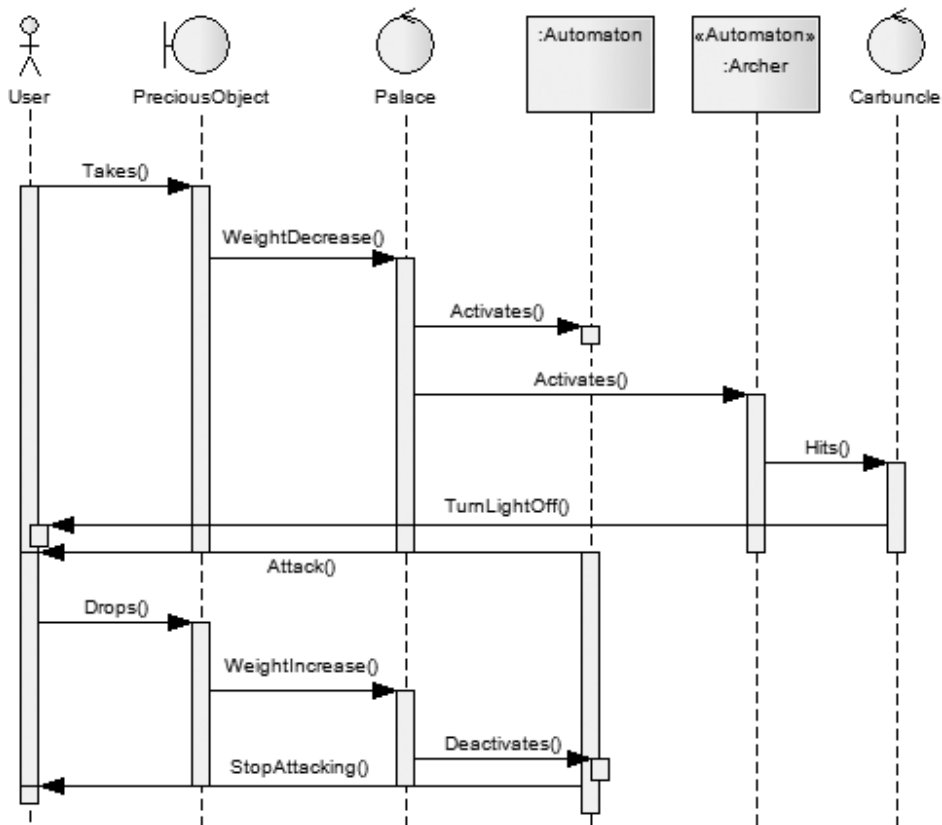 :Automaton
«Automaton»
:Archer
User
PreciousObject
Palace
Carbuncle
Takes()
WeightDecrease()
Activates()
Activates()
Hits()
TurnLightOff()
Attack()
Drops()
WeightIncrease()
Deactivates()
StopAttacking()